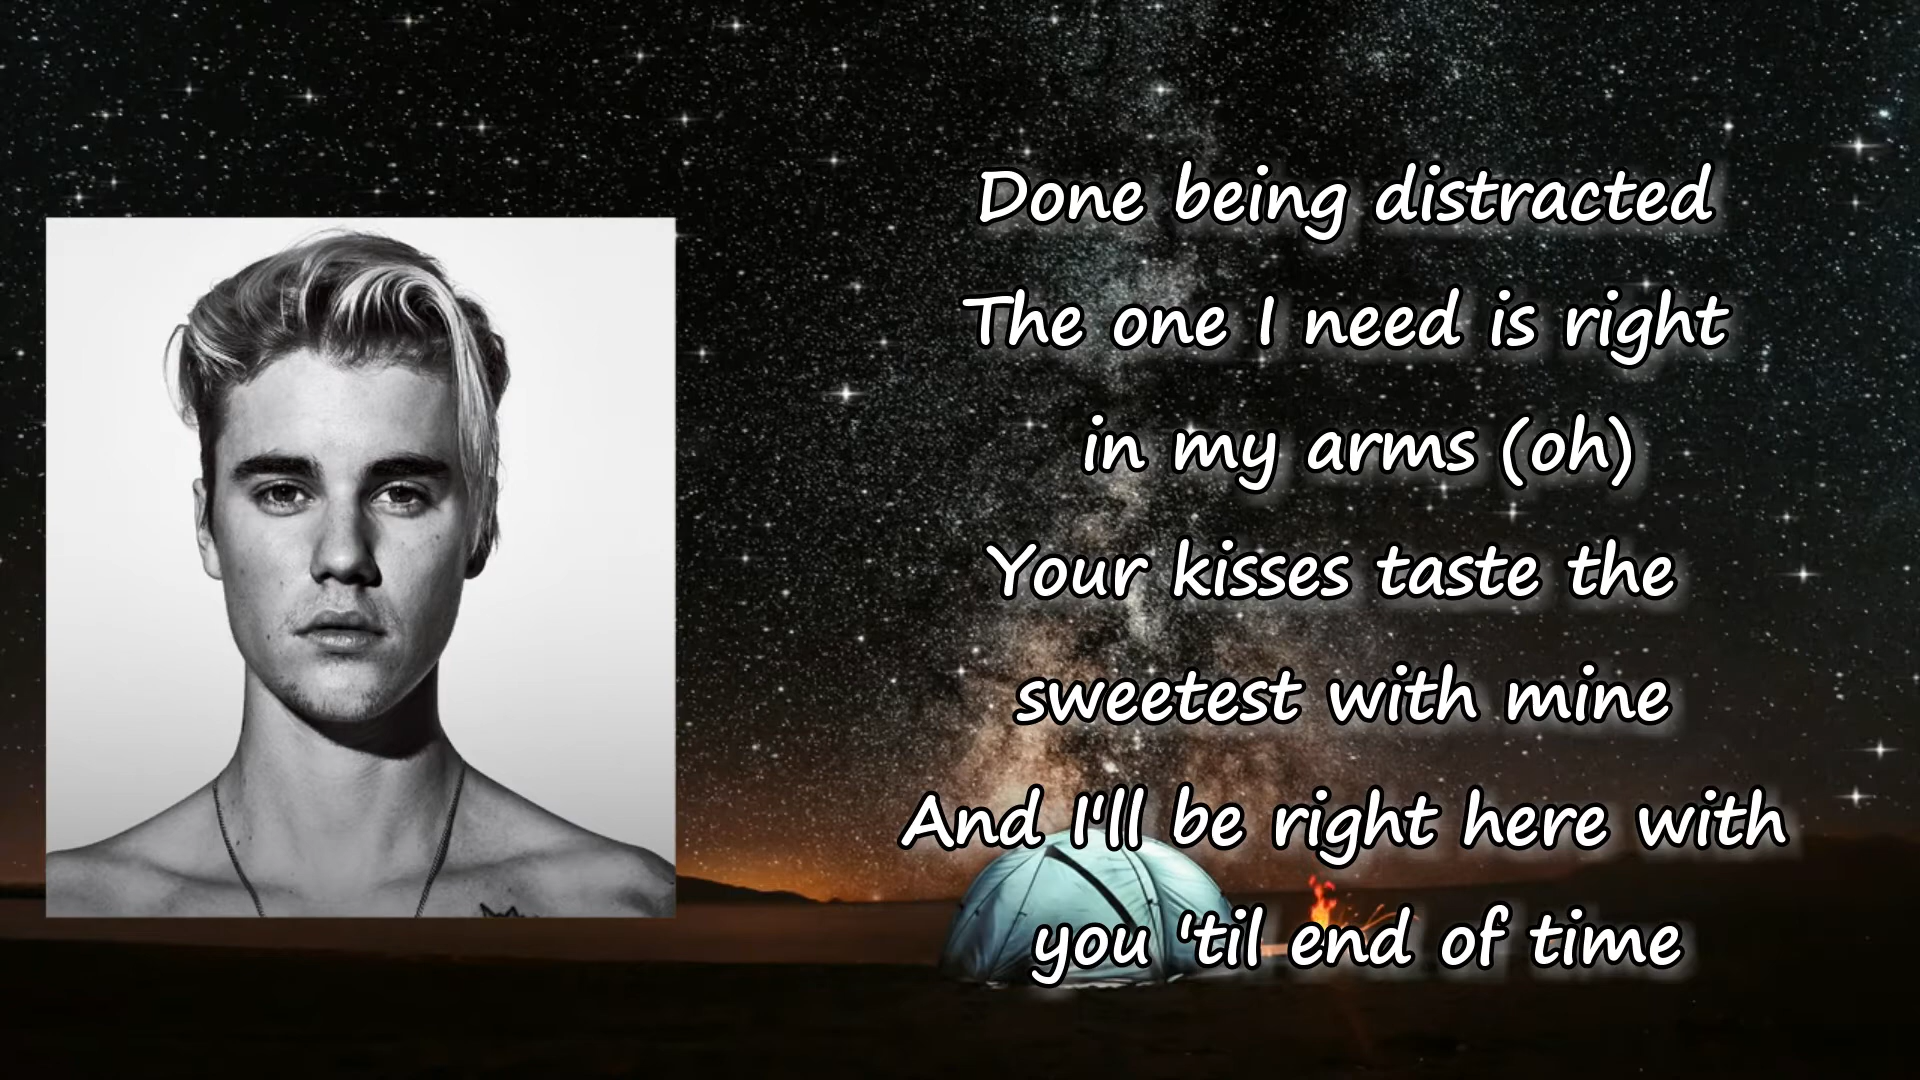 Done being distracted
The one I need is right
in my arms (oh)
Your kisses taste the
sweetest with mine
And I'll be right here with
you 'til end of time